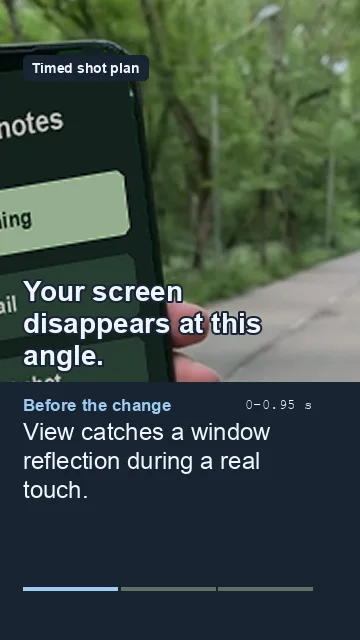 Timed shot plan
notes
Your screen
disappears at this
angle.
Before the change
0–0.95 s
View catches a window
reflection during a real
touch.